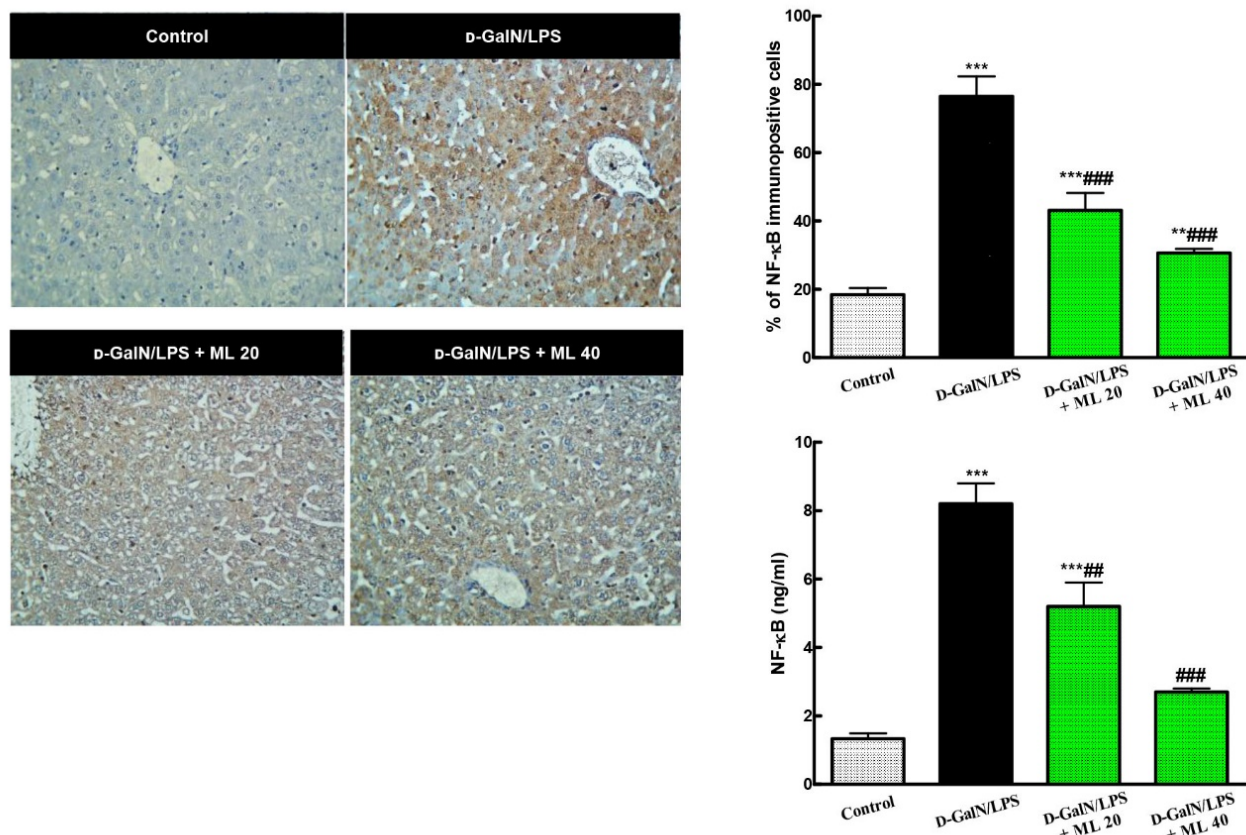 Control
D-GalN/LPS
D-GalN/LPS + ML 20
D-GalN/LPS + ML 40
% of NF-κB immunopositive cells
100
80
60
40
20
0
***
***###
**###
Control
D-GalN/LPS
D-GalN/LPS
+ ML 20
D-GalN/LPS
+ ML 40
NF-κB (ng/ml)
10
8
6
4
2
0
***
***##
###
Control
D-GalN/LPS
D-GalN/LPS
+ ML 20
D-GalN/LPS
+ ML 40